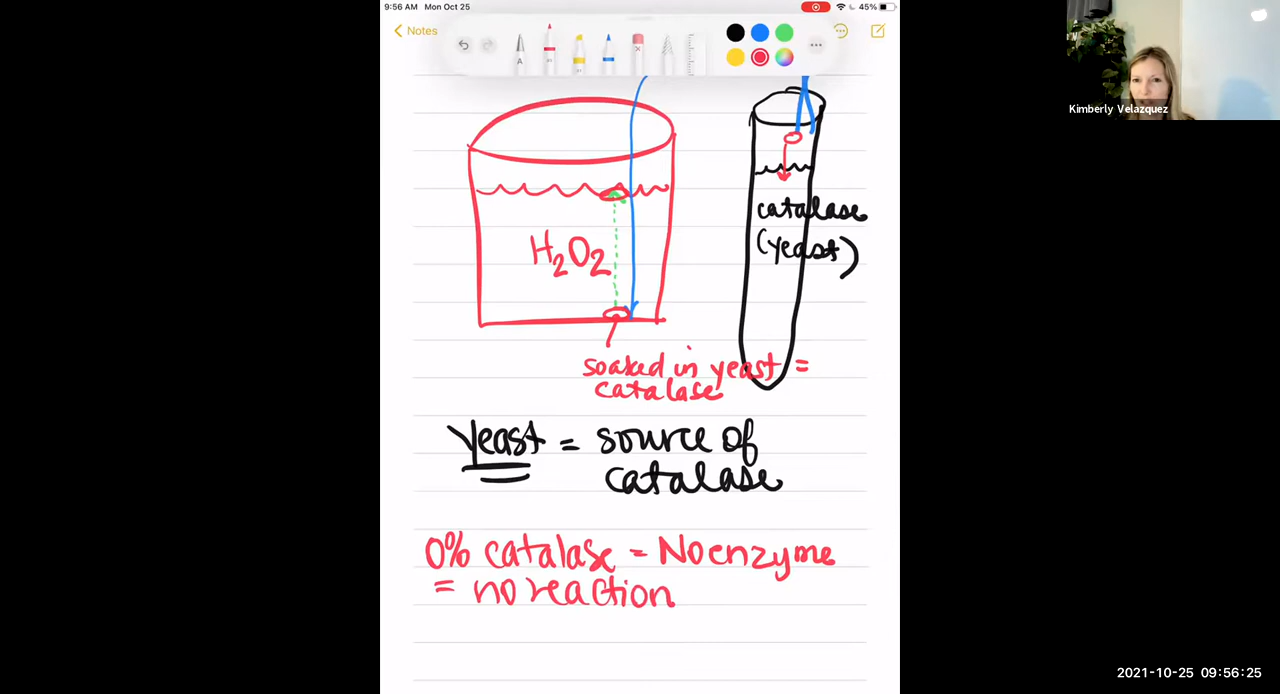 9:56 AM Mon Oct 25
45%
Notes
A
Kimberly Velazquez
H2O2
catalase
(yeast)
soaked in yeast =
catalase
yeast = source of
catalase
0% catalase = No enzyme
= no reaction
2021-10-25 09:56:25